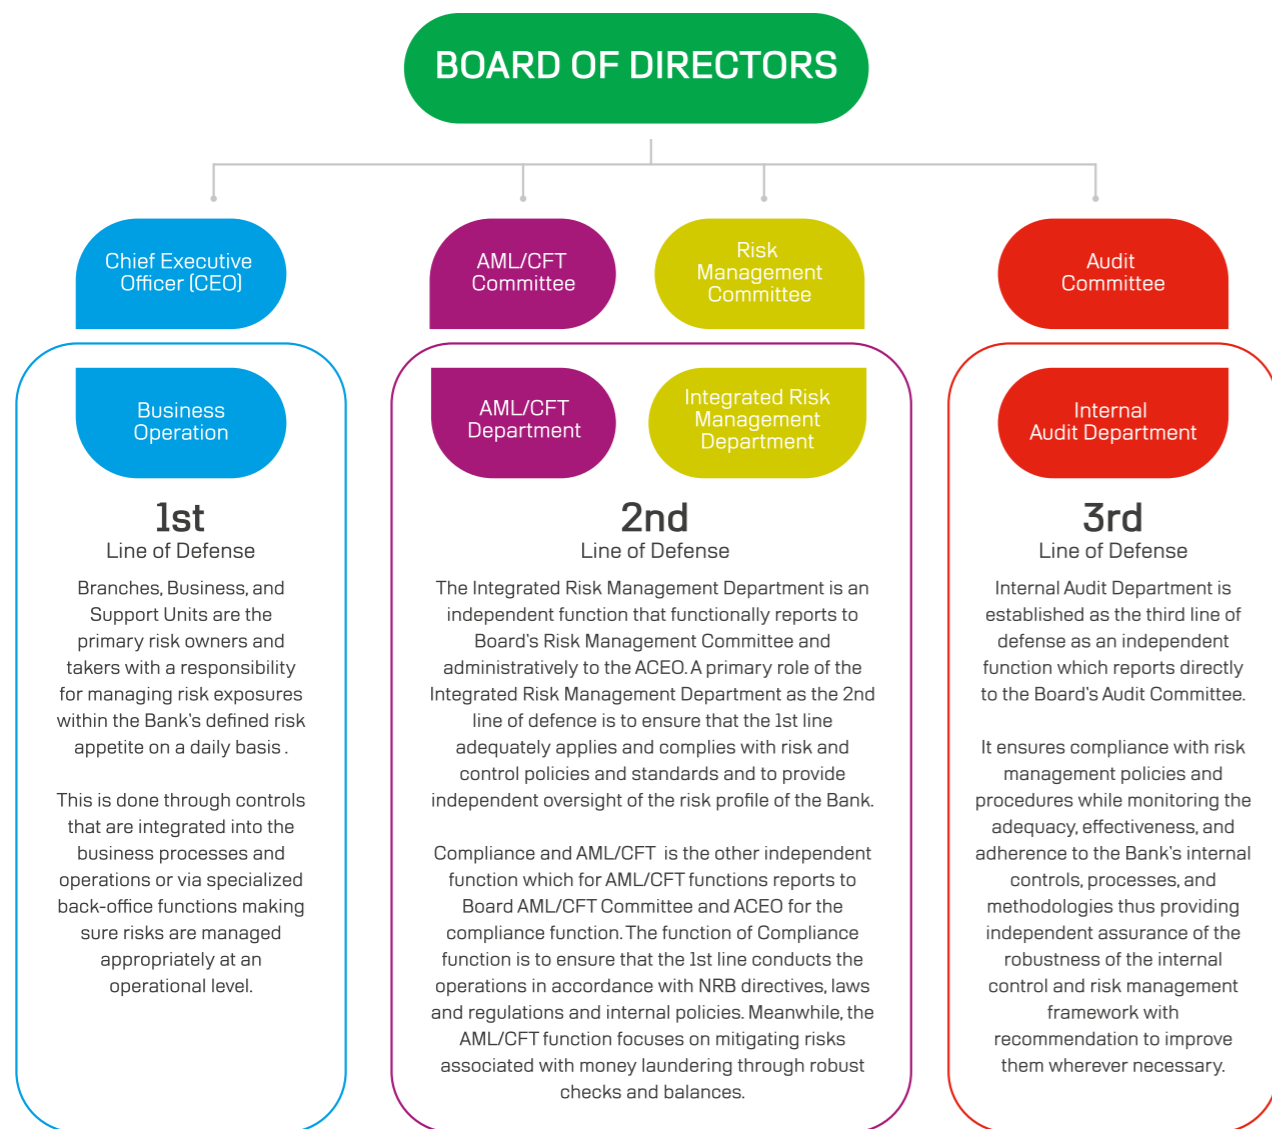 BOARD OF DIRECTORS
Chief Executive
Officer (CEO)
AML/CFT
Committee
Risk
Management
Committee
Audit
Committee
Business
Operation
AML/CFT
Department
Integrated Risk
Management
Department
Internal
Audit Department
1st
Line of Defense
Branches, Business, and
Support Units are the
primary risk owners and
takers with a responsibility
for managing risk exposures
within the Bank's defined risk
appetite on a daily basis .
This is done through controls
that are integrated into the
business processes and
operations or via specialized
back-office functions making
sure risks are managed
appropriately at an
operational level.
2nd
Line of Defense
The Integrated Risk Management Department is an
independent function that functionally reports to
Board's Risk Management Committee and
administratively to the ACEO. A primary role of the
Integrated Risk Management Department as the 2nd
line of defence is to ensure that the 1st line
adequately applies and complies with risk and
control policies and standards and to provide
independent oversight of the risk profile of the Bank.
Compliance and AML/CFT is the other independent
function which for AML/CFT functions reports to
Board AML/CFT Committee and ACEO for the
compliance function. The function of Compliance
function is to ensure that the 1st line conducts the
operations in accordance with NRB directives, laws
and regulations and internal policies. Meanwhile, the
AML/CFT function focuses on mitigating risks
associated with money laundering through robust
checks and balances.
3rd
Line of Defense
Internal Audit Department is
established as the third line of
defense as an independent
function which reports directly
to the Board's Audit Committee.
It ensures compliance with risk
management policies and
procedures while monitoring the
adequacy, effectiveness, and
adherence to the Bank's internal
controls, processes, and
methodologies thus providing
independent assurance of the
robustness of the internal
control and risk management
framework with
recommendation to improve
them wherever necessary.